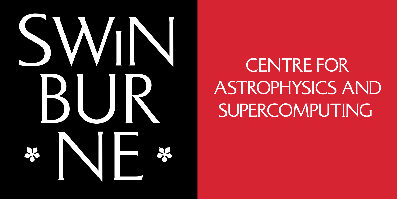 SWIN
BUR
NE
CENTRE FOR
ASTROPHYSICS AND
SUPERCOMPUTING